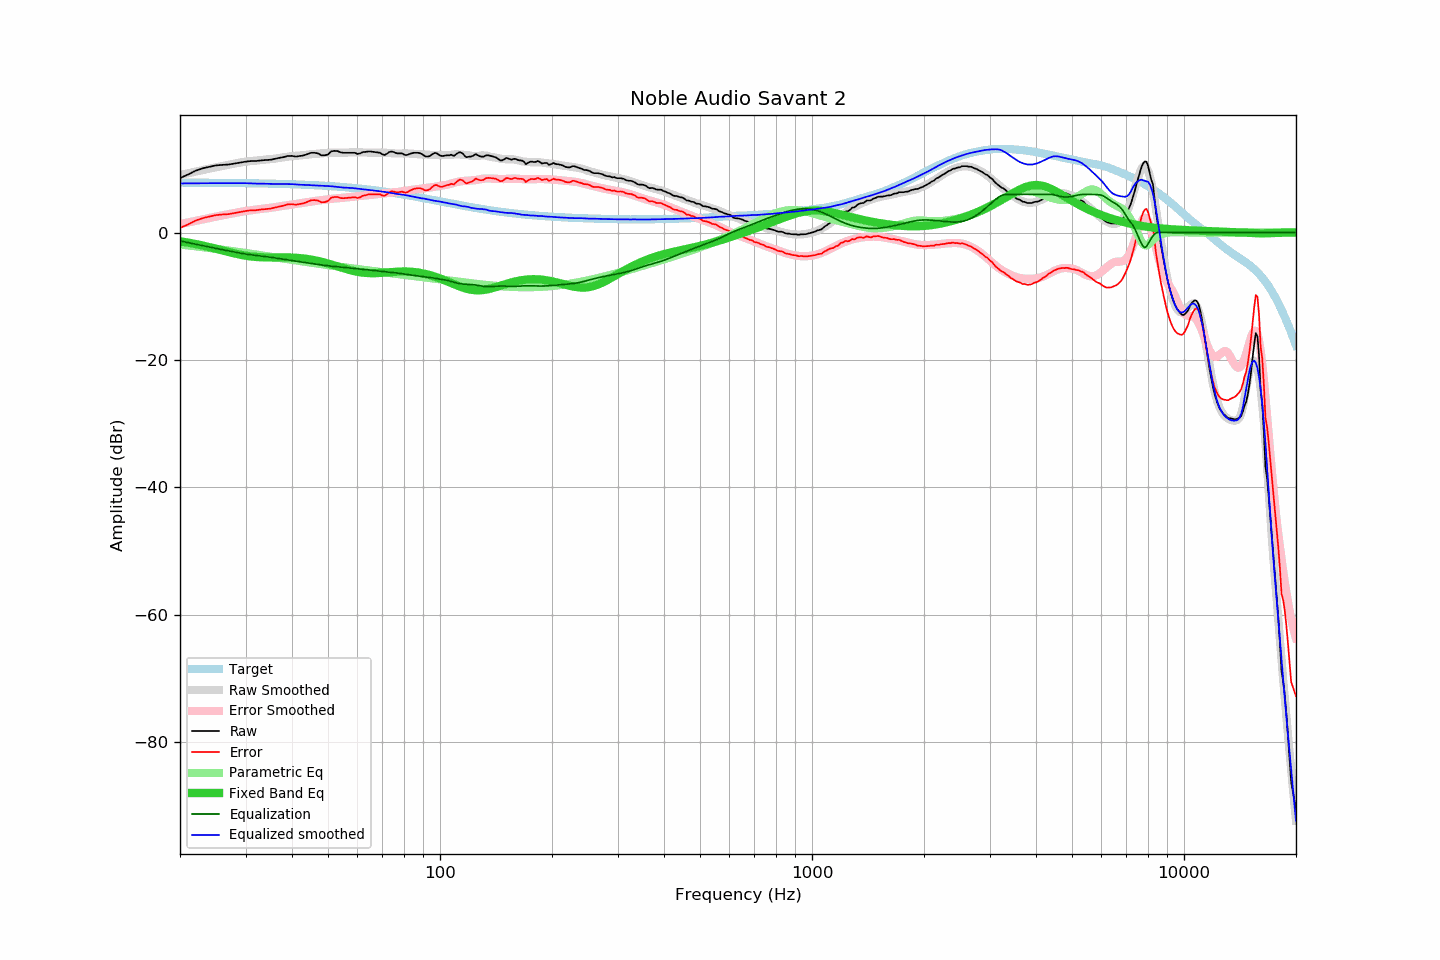 Noble Audio Savant 2
Amplitude (dBr)
0
−20
−40
−60
−80
Target
Raw Smoothed
Error Smoothed
Raw
Error
Parametric Eq
Fixed Band Eq
Equalization
Equalized smoothed
100 1000 10000
Frequency (Hz)